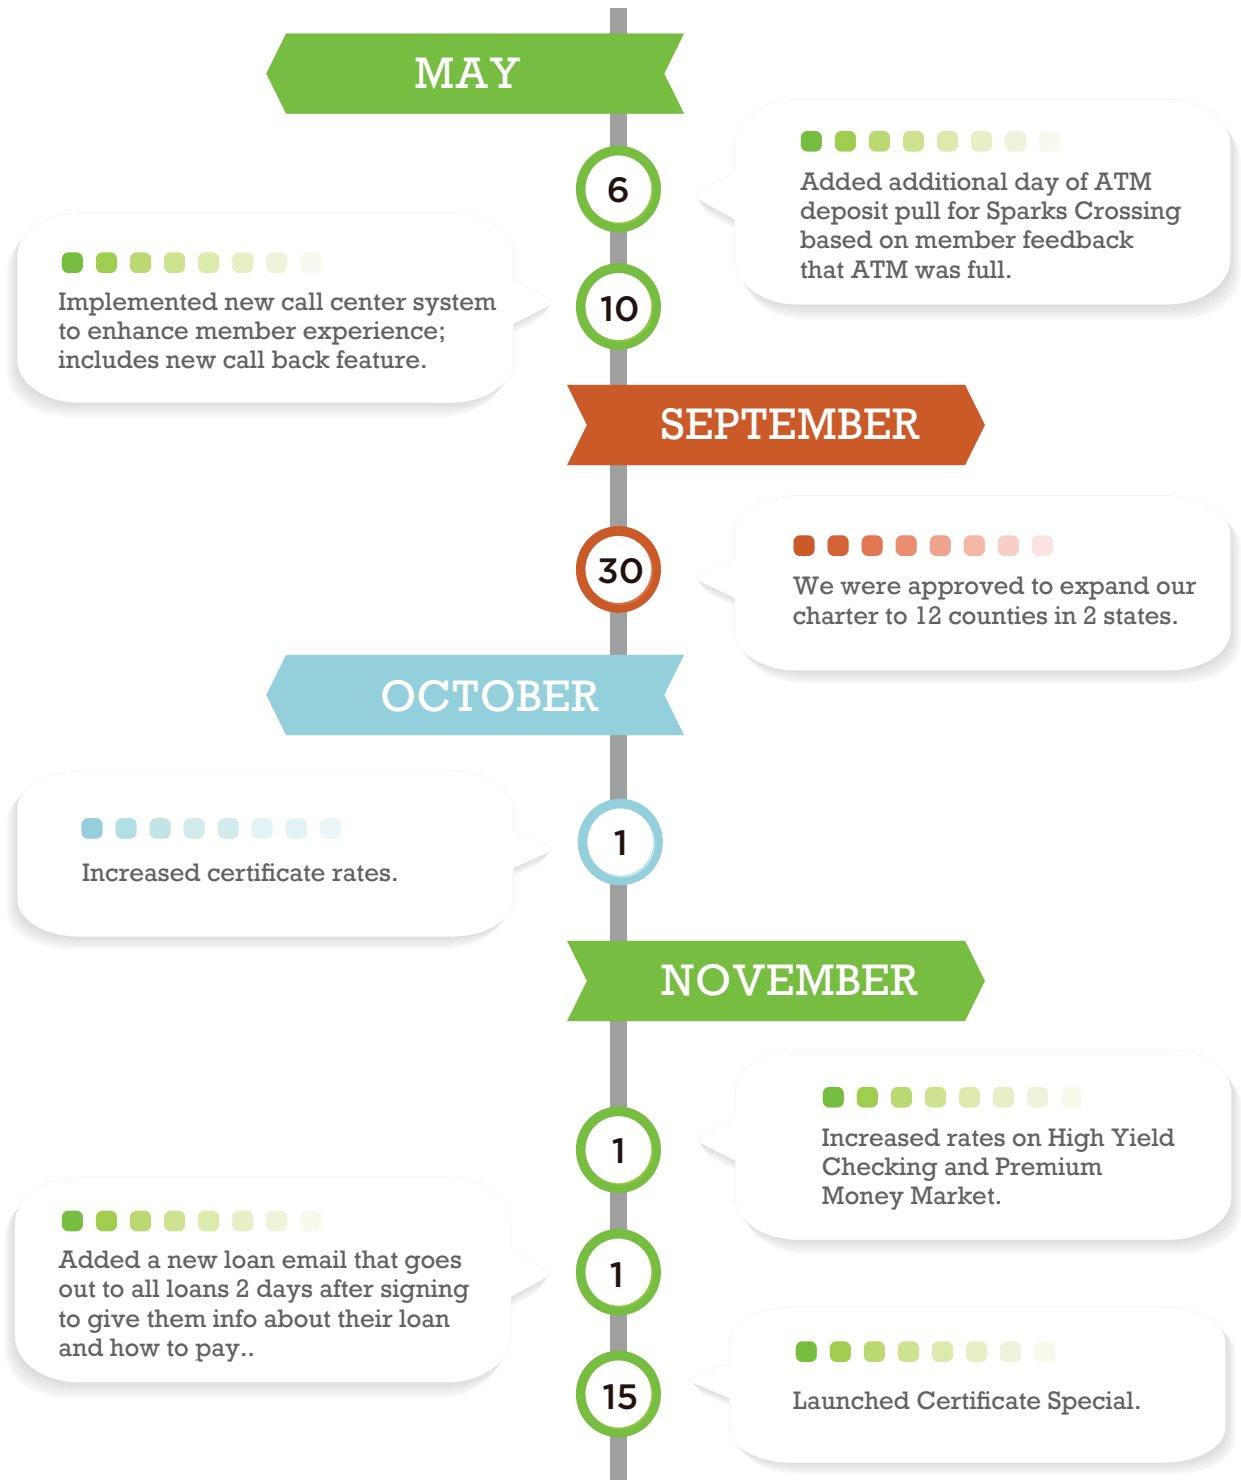 MAY
6
Added additional day of ATM
deposit pull for Sparks Crossing
based on member feedback
that ATM was full.
10
Implemented new call center system
to enhance member experience;
includes new call back feature.
SEPTEMBER
30
We were approved to expand our
charter to 12 counties in 2 states.
OCTOBER
1
Increased certificate rates.
NOVEMBER
1
Increased rates on High Yield
Checking and Premium
Money Market.
1
Added a new loan email that goes
out to all loans 2 days after signing
to give them info about their loan
and how to pay..
15
Launched Certificate Special.